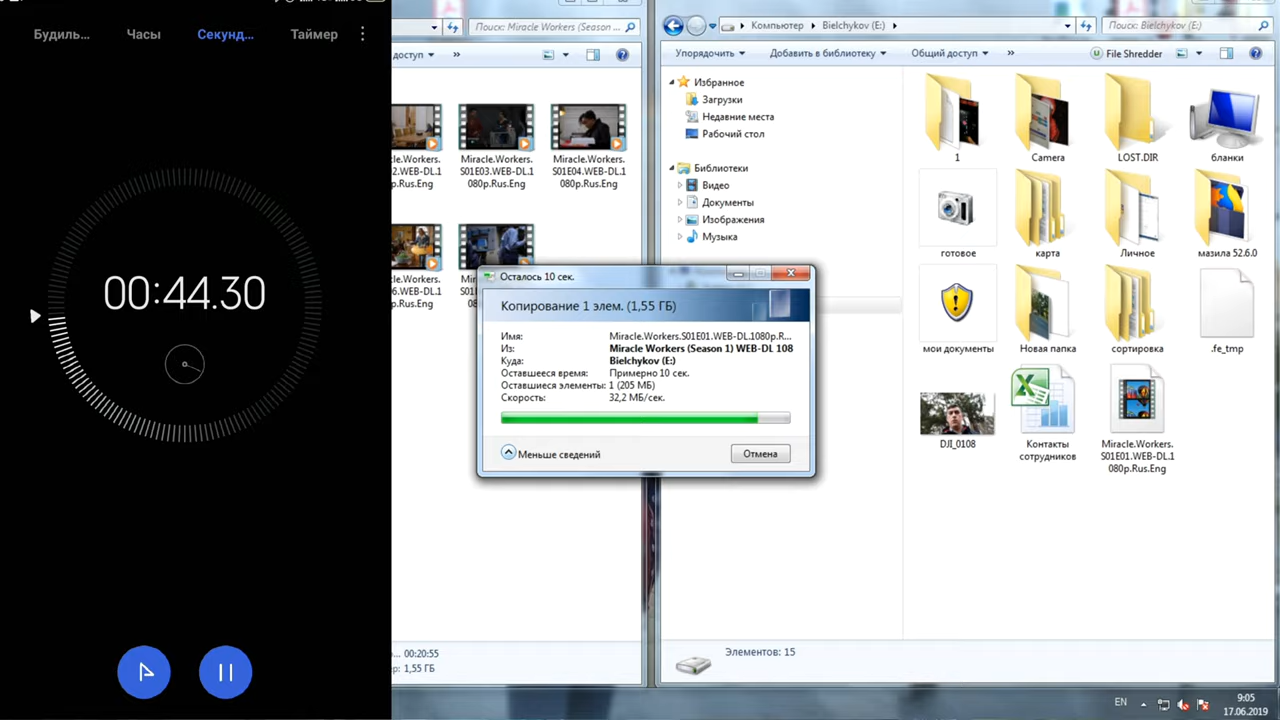 Будиль...
Часы
Секунд...
Таймер
00:44.30
доступ
»
Поиск: Miracle Workers (Season ...
cle.Workers.
2.WEB-DL.1
080p.Rus.Eng
Miracle.Workers.
S01E03.WEB-DL.1
080p.Rus.Eng
Miracle.Workers.
S01E04.WEB-DL.1
080p.Rus.Eng
cle.Workers.
6.WEB-DL.1
080p.Rus.Eng
Miracle
S01E0
080p
00:20:55
1,55 ГБ
Осталось 10 сек.
Копирование 1 элем. (1,55 ГБ)
Имя: Miracle.Workers.S01E01.WEB-DL.1080p.R...
Из: Miracle Workers (Season 1) WEB-DL 108
Куда: Bielchykov (E:)
Оставшееся время: Примерно 10 сек.
Оставшиеся элементы: 1 (205 МБ)
Скорость: 32,2 МБ/сек.
Меньше сведений
Отмена
Компьютер
Bielchykov (E:)
Поиск: Bielchykov (E:)
Упорядочить
Добавить в библиотеку
Общий доступ
»
File Shredder
Избранное
Загрузки
Недавние места
Рабочий стол
Библиотеки
Видео
Документы
Изображения
Музыка
1
Camera
LOST.DIR
бланки
готовое
карта
Личное
мазила 52.6.0
мои документы
Новая папка
сортировка
.fe_tmp
DJI_0108
Контакты
сотрудников
Miracle.Workers.
S01E01.WEB-DL.1
080p.Rus.Eng
Элементов: 15
EN
9:05
17.06.2019